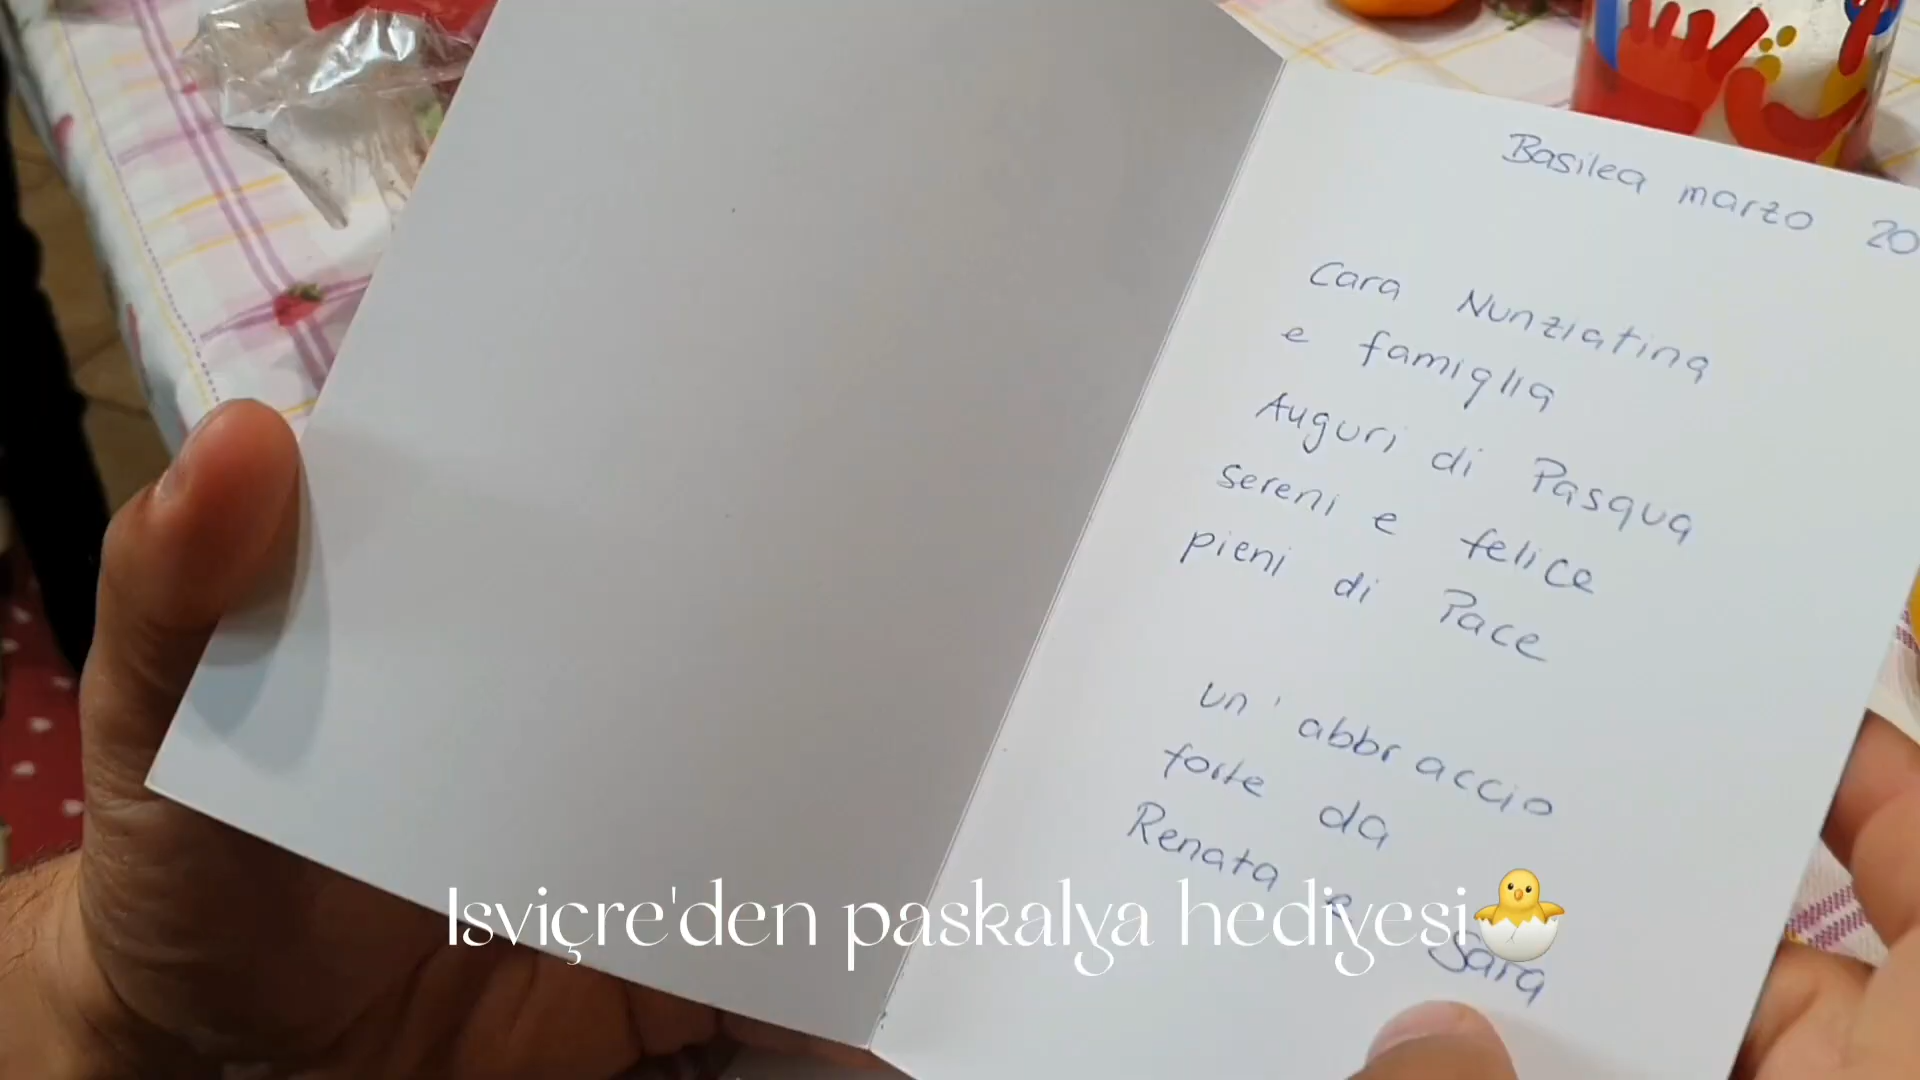 Basilea marzo 20
Cara Nunziatina
e famiglia
Auguri di Pasqua
sereni e felice
pieni di Pace
un'abbraccio
forte da
Renata e
Sara
Isviçre'den paskalya hediyesi🐣